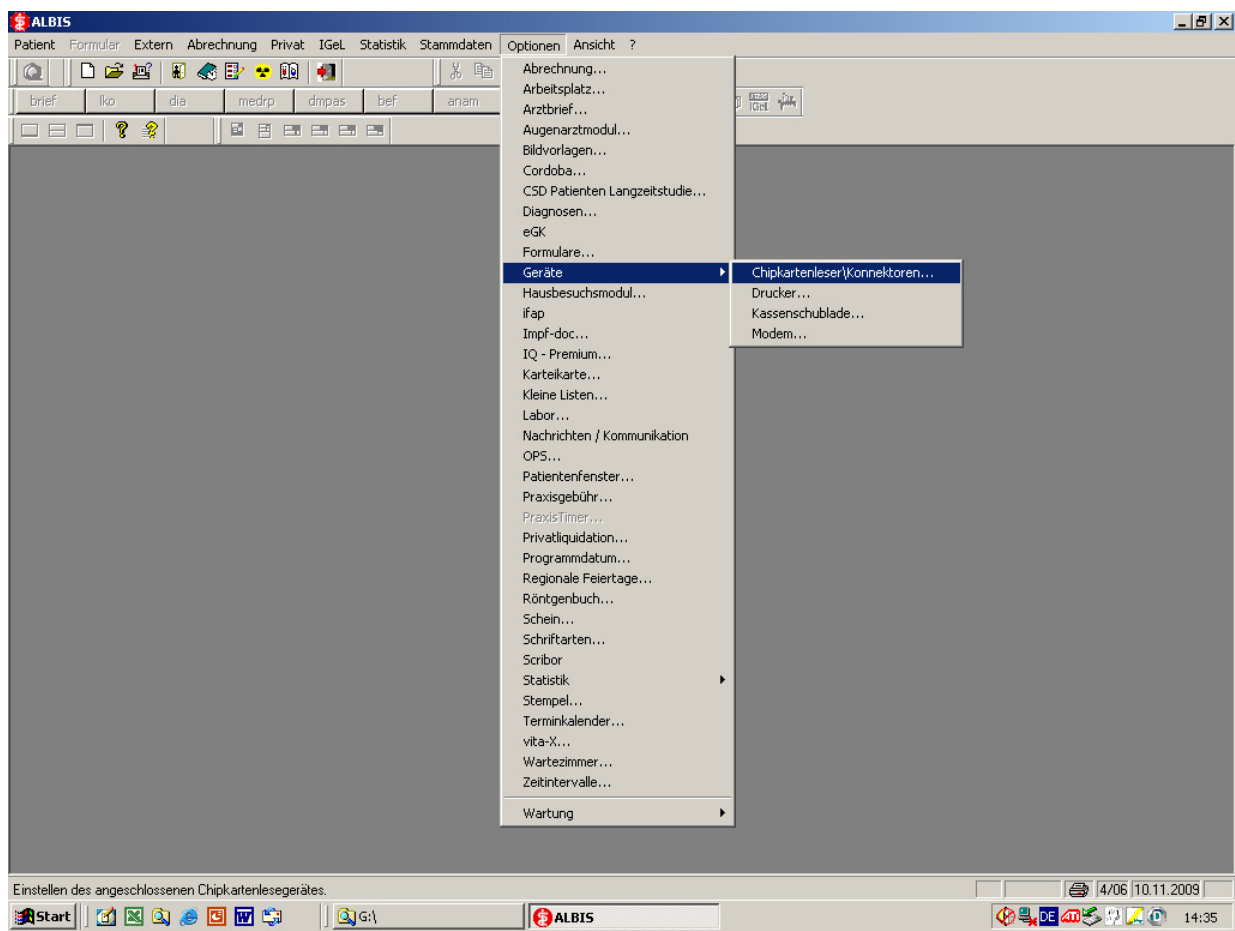 ALBIS
Patient Formular Extern Abrechnung Privat IGeL Statistik Stammdaten Optionen Ansicht ?
brief lko dia medrp dmpas bef anam
IGeL
Abrechnung...
Arbeitsplatz...
Arztbrief...
Augenarztmodul...
Bildvorlagen...
Cordoba...
CSD Patienten Langzeitstudie...
Diagnosen...
eGK
Formulare...
Geräte
Hausbesuchsmodul...
ifap
Impf-doc...
IQ - Premium...
Karteikarte...
Kleine Listen...
Labor...
Nachrichten / Kommunikation
OPS...
Patientenfenster...
Praxisgebühr...
PraxisTimer...
Privatliquidation...
Programmdatum...
Regionale Feiertage...
Röntgenbuch...
Schein...
Schriftarten...
Scribor
Statistik
Stempel...
Terminkalender...
vita-X...
Wartezimmer...
Zeitintervalle...
Wartung
Chipkartenleser\Konnektoren...
Drucker...
Kassenschublade...
Modem...
Einstellen des angeschlossenen Chipkartenlesegerätes.
4/06 10.11.2009
Start G:\ ALBIS DE 14:35